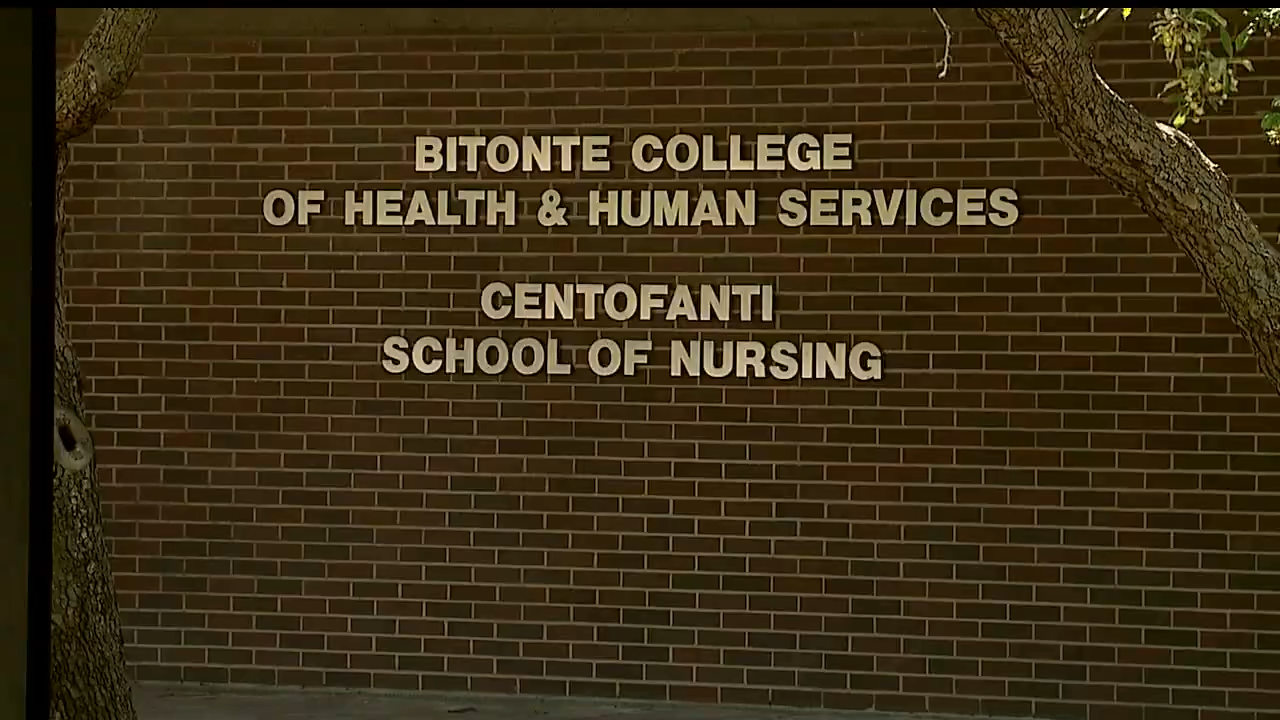 BITONTE COLLEGE
OF HEALTH & HUMAN SERVICES
CENTOFANTI
SCHOOL OF NURSING